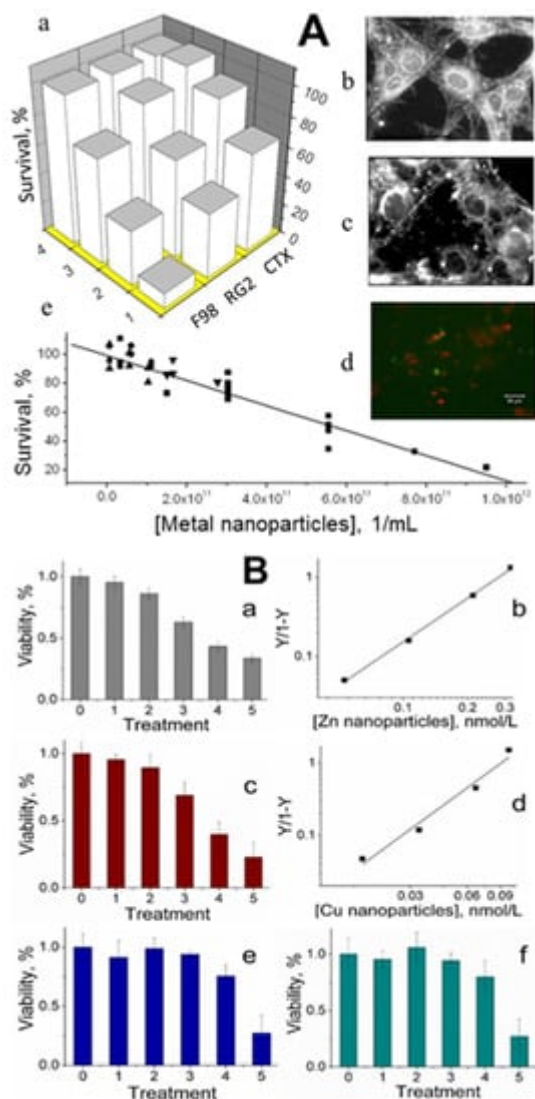 A
a
Survival, %
100
80
60
40
20
0
4
3
2
1
F98
RG2
CTX
b
c
d
e
Survival, %
100
80
60
40
20
0.0
2.0x10¹¹
4.0x10¹¹
6.0x10¹¹
8.0x10¹¹
1.0x10¹²
[Metal nanoparticles], 1/mL
B
a
Viability, %
1.0
0.5
0.0
0 1 2 3 4 5
Treatment
b
Y/1-Y
1
0.1
0.1 0.2 0.3
[Zn nanoparticles], nmol/L
c
Viability, %
1.0
0.5
0.0
0 1 2 3 4 5
Treatment
d
Y/1-Y
1
0.1
0.03 0.06 0.09
[Cu nanoparticles], nmol/L
e
Viability, %
1.0
0.5
0.0
0 1 2 3 4 5
Treatment
f
Viability, %
1.0
0.5
0.0
0 1 2 3 4 5
Treatment